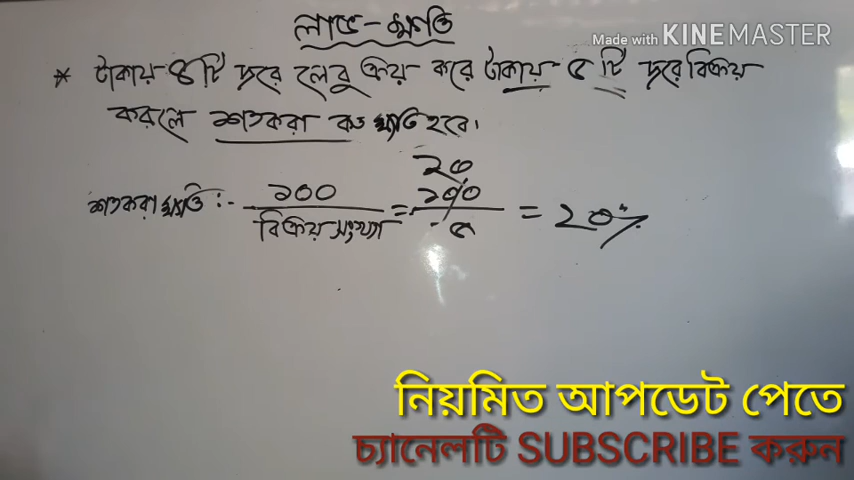 Made with KINEMASTER
লাভ-ক্ষতি
* টাকায় ৪টি দরে লেবু ক্রয় করে টাকায় ৫ টি দরে বিক্রয়
করলে শতকরা কত ক্ষতি হবে।
শতকরা ক্ষতি :- ১০০ / বিক্রয় সংখ্যা = ২০ ১০০ / ৫ = ২০%
নিয়মিত আপডেট পেতে
চ্যানেলটি SUBSCRIBE করুন